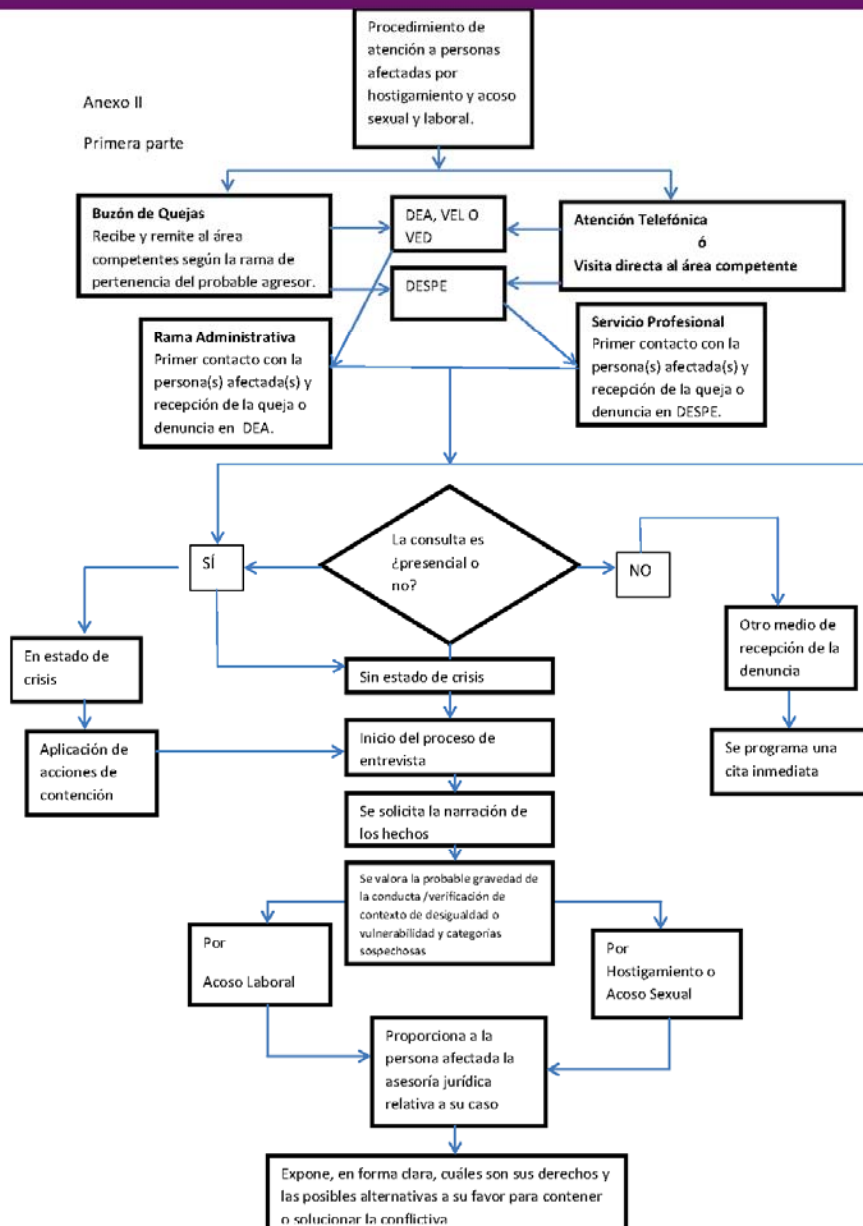 Procedimiento de
atención a personas
afectadas por
hostigamiento y acoso
sexual y laboral.
Anexo II
Primera parte
Buzón de Quejas
Recibe y remite al área
competentes según la rama de
pertenencia del probable agresor.
DEA, VEL O
VED
DESPE
Atención Telefónica
ó
Visita directa al área competente
Rama Administrativa
Primer contacto con la
persona(s) afectada(s) y
recepción de la queja o
denuncia en DEA.
Servicio Profesional
Primer contacto con la
persona(s) afectada(s) y
recepción de la queja o
denuncia en DESPE.
La consulta es
¿presencial o
no?
SÍ
NO
En estado de
crisis
Sin estado de crisis
Otro medio de
recepción de la
denuncia
Aplicación de
acciones de
contención
Inicio del proceso de
entrevista
Se programa una
cita inmediata
Se solicita la narración de
los hechos
Se valora la probable gravedad de
la conducta /verificación de
contexto de desigualdad o
vulnerabilidad y categorías
sospechosas
Por
Acoso Laboral
Por
Hostigamiento o
Acoso Sexual
Proporciona a la
persona afectada la
asesoría jurídica
relativa a su caso
Expone, en forma clara, cuáles son sus derechos y
las posibles alternativas a su favor para contener
o solucionar la conflictiva